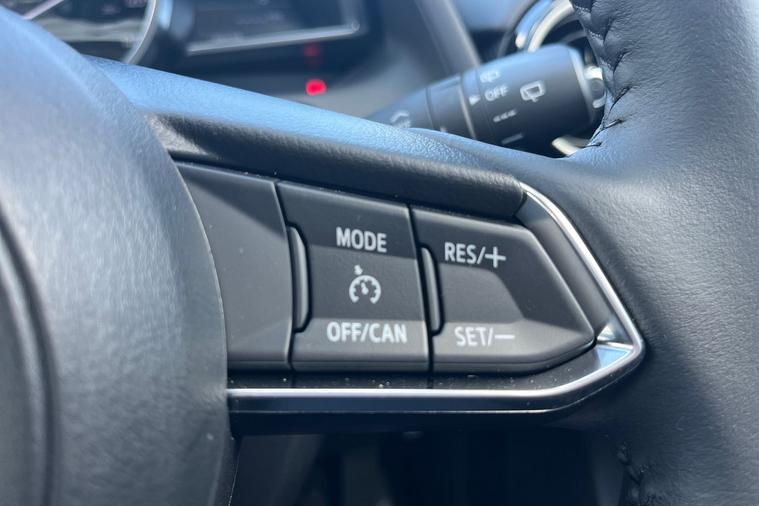 OFF
MODE
RES/+
OFF/CAN
SET/—